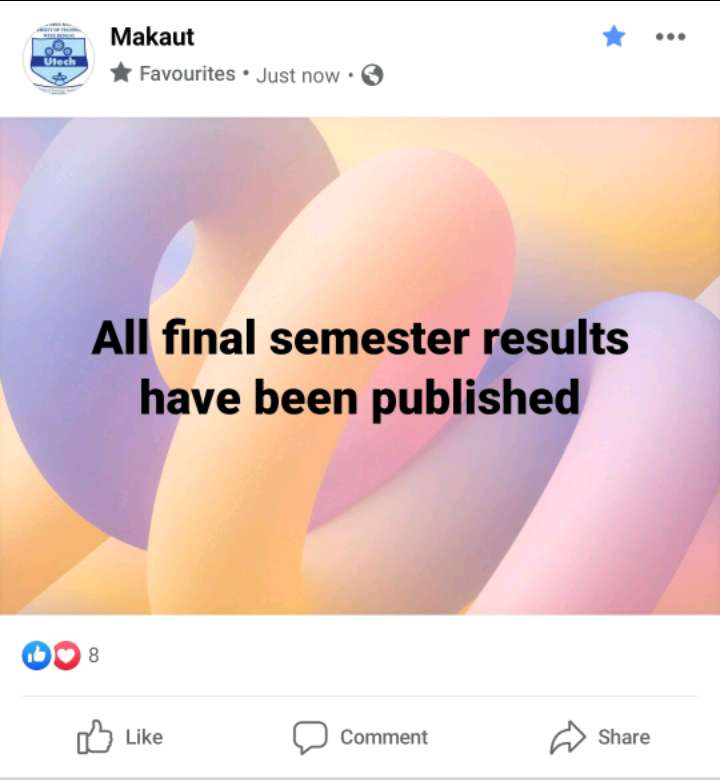 Utech
Makaut
Favourites • Just now •
All final semester results
have been published
8
Like
Comment
Share